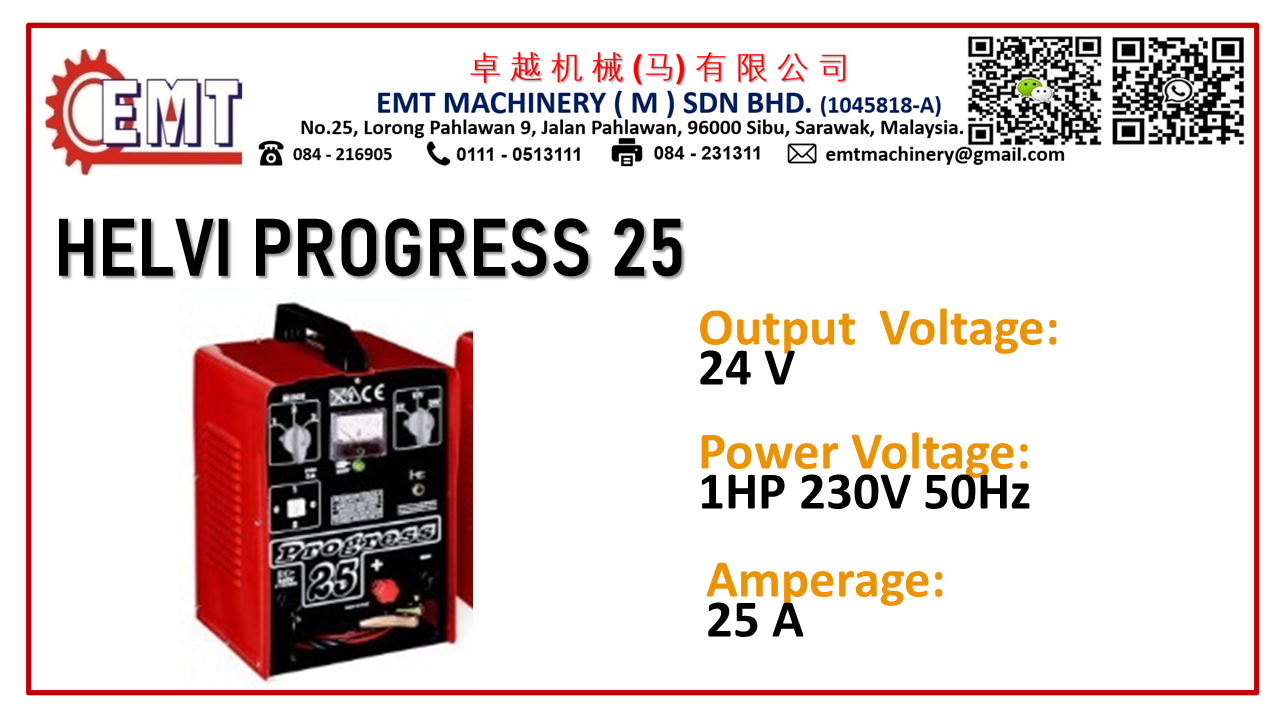 EMT
卓越机械(马)有限公司
EMT MACHINERY ( M ) SDN BHD. (1045818-A)
No.25, Lorong Pahlawan 9, Jalan Pahlawan, 96000 Sibu, Sarawak, Malaysia.
084 - 216905
0111 - 0513111
084 - 231311
emtmachinery@gmail.com
HELVI PROGRESS 25
Output Voltage:
24 V
Power Voltage:
1HP 230V 50Hz
Amperage:
25 A
CE
Progress
25
+
-